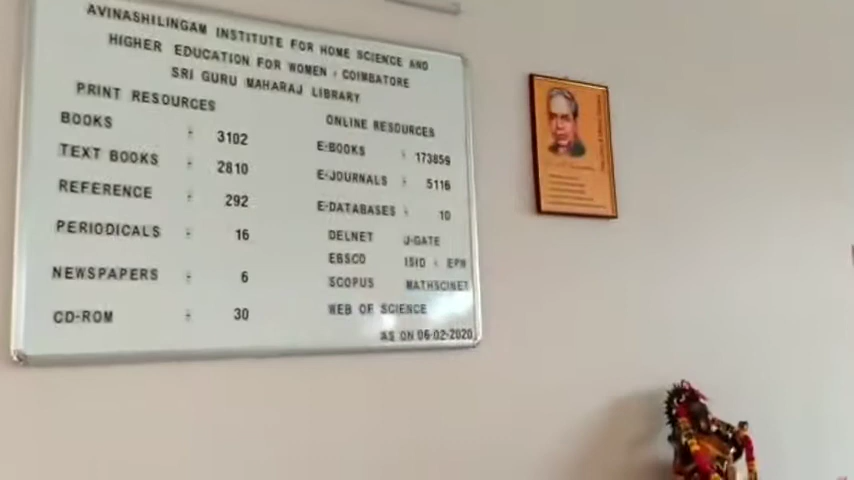 AVINASHILINGAM INSTITUTE FOR HOME SCIENCE AND
HIGHER EDUCATION FOR WOMEN, COIMBATORE
SRI GURU MAHARAJ LIBRARY
PRINT RESOURCES
BOOKS : 3102
TEXT BOOKS : 2810
REFERENCE : 292
PERIODICALS : 16
NEWSPAPERS : 6
CD-ROM : 30
ONLINE RESOURCES
E-BOOKS : 173859
E-JOURNALS : 5116
E-DATABASES : 10
DELNET J-GATE
EBSCO ISID , EPW
SCOPUS MATHSCINET
WEB OF SCIENCE
AS ON 06-02-2020